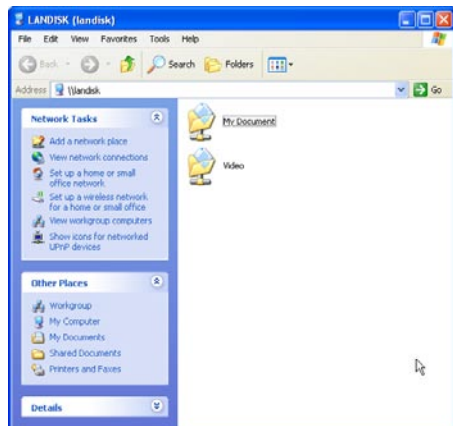 LANDISK (landisk)
File Edit View Favorites Tools Help
Back Search Folders
Address \\landisk Go
Network Tasks
Add a network place
View network connections
Set up a home or small
office network
Set up a wireless network
for a home or small office
View workgroup computers
Show icons for networked
UPnP devices
Other Places
Workgroup
My Computer
My Documents
Shared Documents
Printers and Faxes
Details
My Document
Video